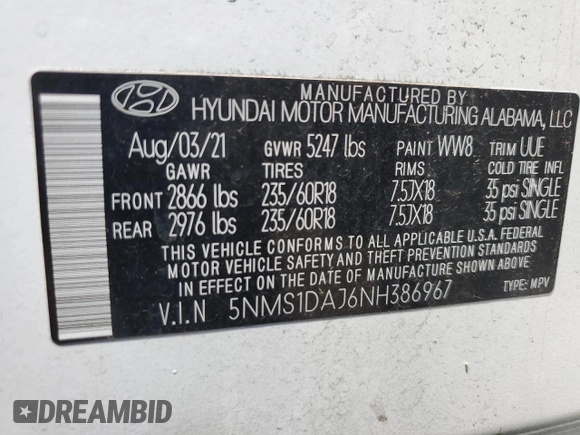 MANUFACTURED BY
HYUNDAI MOTOR MANUFACTURING ALABAMA, LLC
Aug/03/21 GVWR 5247 lbs PAINT WW8 TRIM UUE
GAWR TIRES RIMS COLD TIRE INFL
FRONT 2866 lbs 235/60R18 7.5JX18 35 psi SINGLE
REAR 2976 lbs 235/60R18 7.5JX18 35 psi SINGLE
THIS VEHICLE CONFORMS TO ALL APPLICABLE U.S.A. FEDERAL
MOTOR VEHICLE SAFETY AND THEFT PREVENTION STANDARDS
IN EFFECT ON THE DATE OF MANUFACTURE SHOWN ABOVE.
V.I.N 5NMS1DAJ6NH386967 TYPE: MPV
DREAMBID